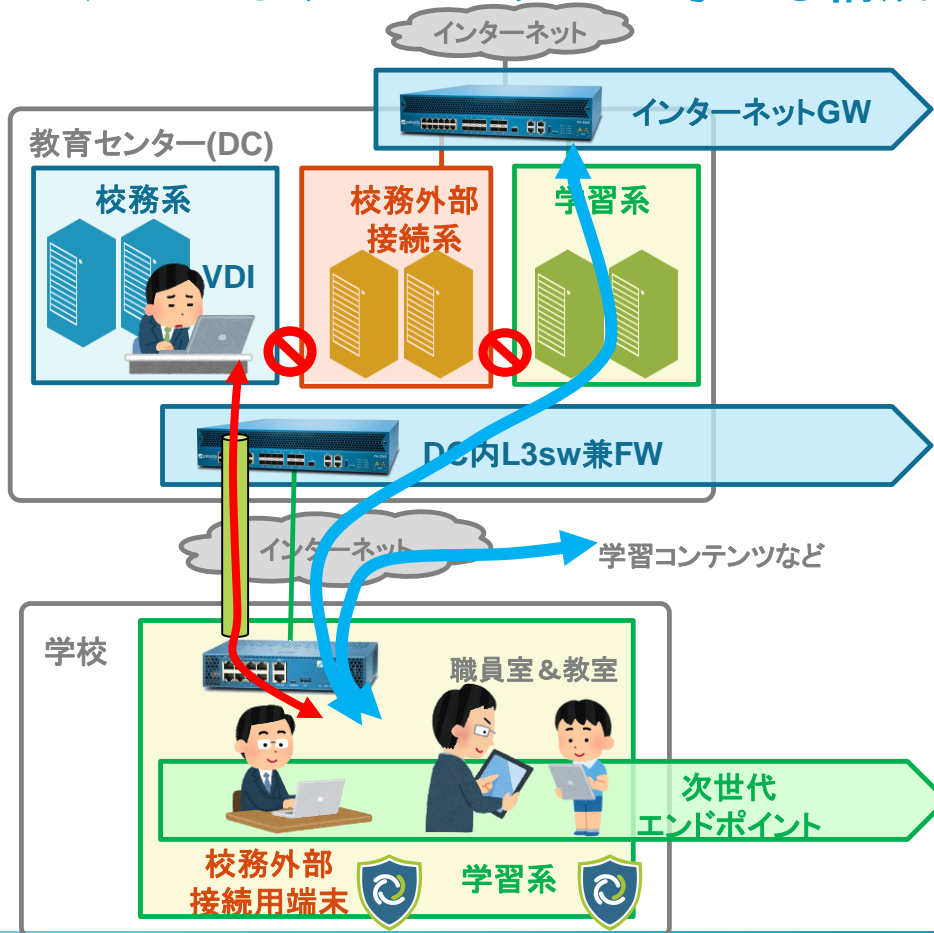 インターネット
インターネットGW
教育センター(DC)
校務系
校務外部
接続系
学習系
VDI
DC内L3sw兼FW
インターネット
学習コンテンツなど
学校
職員室&教室
次世代
エンドポイント
校務外部
接続用端末
学習系